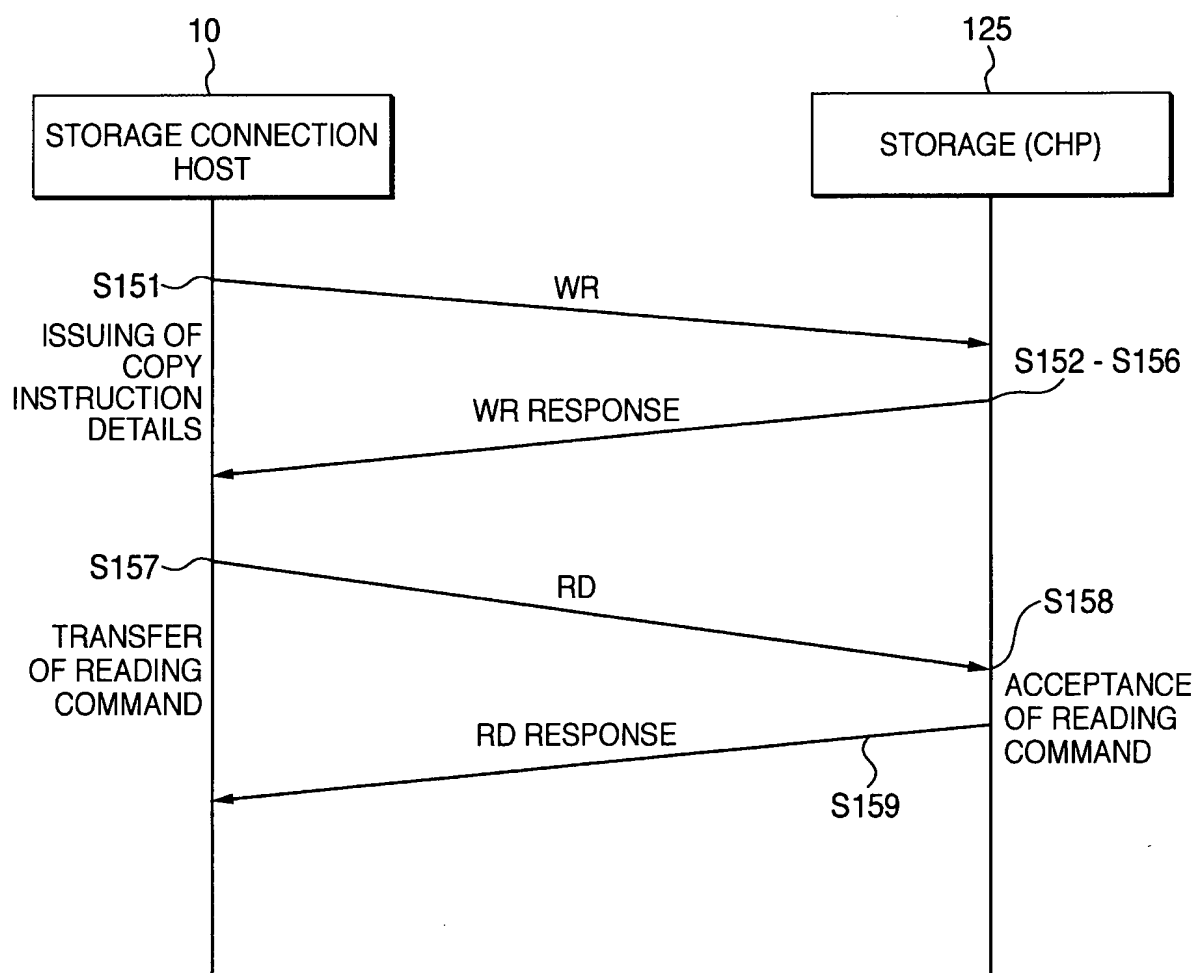 10
125
STORAGE CONNECTION
HOST
STORAGE (CHP)
S151
WR
ISSUING OF
COPY
INSTRUCTION
DETAILS
S152 - S156
WR RESPONSE
S157
RD
S158
TRANSFER
OF READING
COMMAND
ACCEPTANCE
OF READING
COMMAND
RD RESPONSE
S159